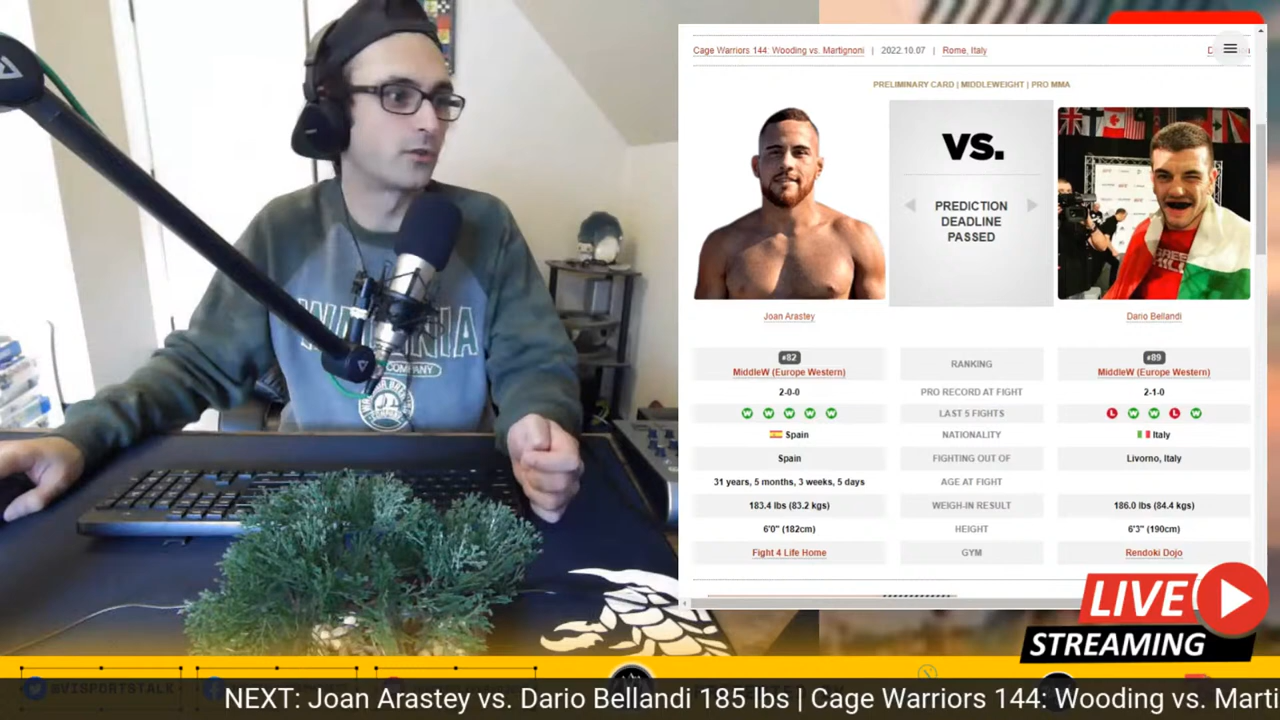 Cage Warriors 144: Wooding vs. Martignoni | 2022.10.07 | Rome, Italy
PRELIMINARY CARD | MIDDLEWEIGHT | PRO MMA
VS.
PREDICTION
DEADLINE
PASSED
Joan Arastey
Dario Bellandi
#82 RANKING #89
MiddleW (Europe Western) MiddleW (Europe Western)
2-0-0 PRO RECORD AT FIGHT 2-1-0
W W W W W LAST 5 FIGHTS L W W L W
Spain NATIONALITY Italy
Spain FIGHTING OUT OF Livorno, Italy
31 years, 5 months, 3 weeks, 5 days AGE AT FIGHT
183.4 lbs (83.2 kgs) WEIGH-IN RESULT 186.0 lbs (84.4 kgs)
6'0" (182cm) HEIGHT 6'3" (190cm)
Fight 4 Life Home GYM Rendoki Dojo
COMPANY
LIVE
STREAMING
@VISPORTSTALK
NEXT: Joan Arastey vs. Dario Bellandi 185 lbs | Cage Warriors 144: Wooding vs. Marti